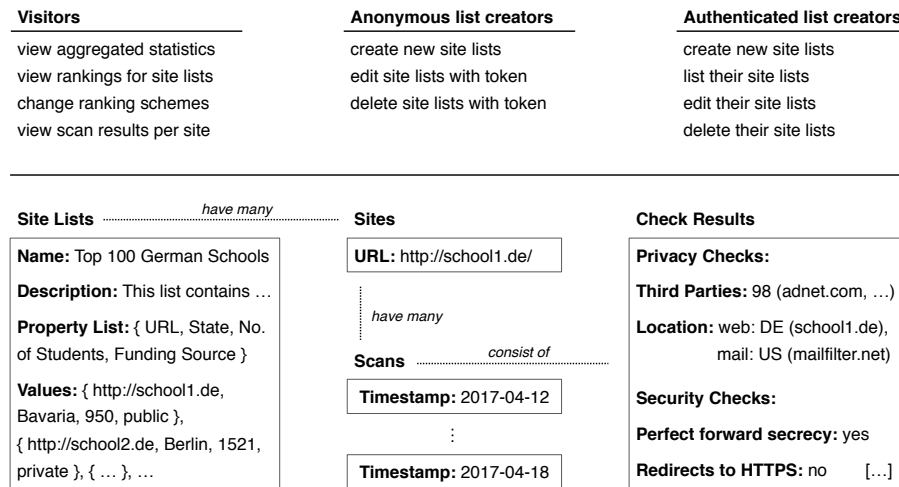 Visitors
view aggregated statistics
view rankings for site lists
change ranking schemes
view scan results per site
Anonymous list creators
create new site lists
edit site lists with token
delete site lists with token
Authenticated list creators
create new site lists
list their site lists
edit their site lists
delete their site lists
Site Lists
have many
Sites
Name: Top 100 German Schools
Description: This list contains …
Property List: { URL, State, No.
of Students, Funding Source }
Values: { http://school1.de,
Bavaria, 950, public },
{ http://school2.de, Berlin, 1521,
private }, { … }, …
URL: http://school1.de/
have many
Scans
consist of
Timestamp: 2017-04-12
⋮
Timestamp: 2017-04-18
Check Results
Privacy Checks:
Third Parties: 98 (adnet.com, …)
Location: web: DE (school1.de),
mail: US (mailfilter.net)
Security Checks:
Perfect forward secrecy: yes
Redirects to HTTPS: no […]